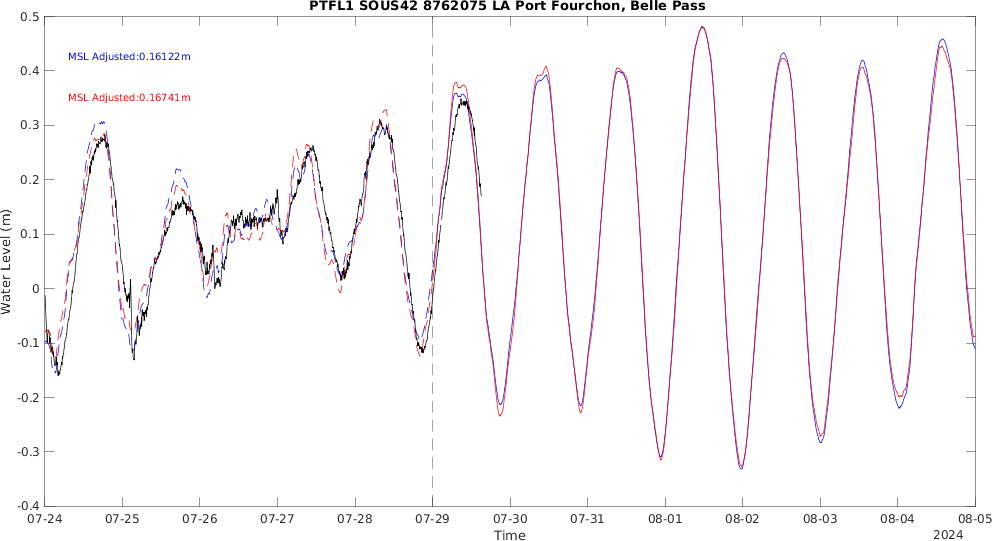 PTFL1 SOUS42 8762075 LA Port Fourchon, Belle Pass
MSL Adjusted:0.16122m
MSL Adjusted:0.16741m
Water Level (m)
0.5
0.4
0.3
0.2
0.1
0
-0.1
-0.2
-0.3
-0.4
07-24 07-25 07-26 07-27 07-28 07-29 07-30 07-31 08-01 08-02 08-03 08-04 08-05
Time
2024